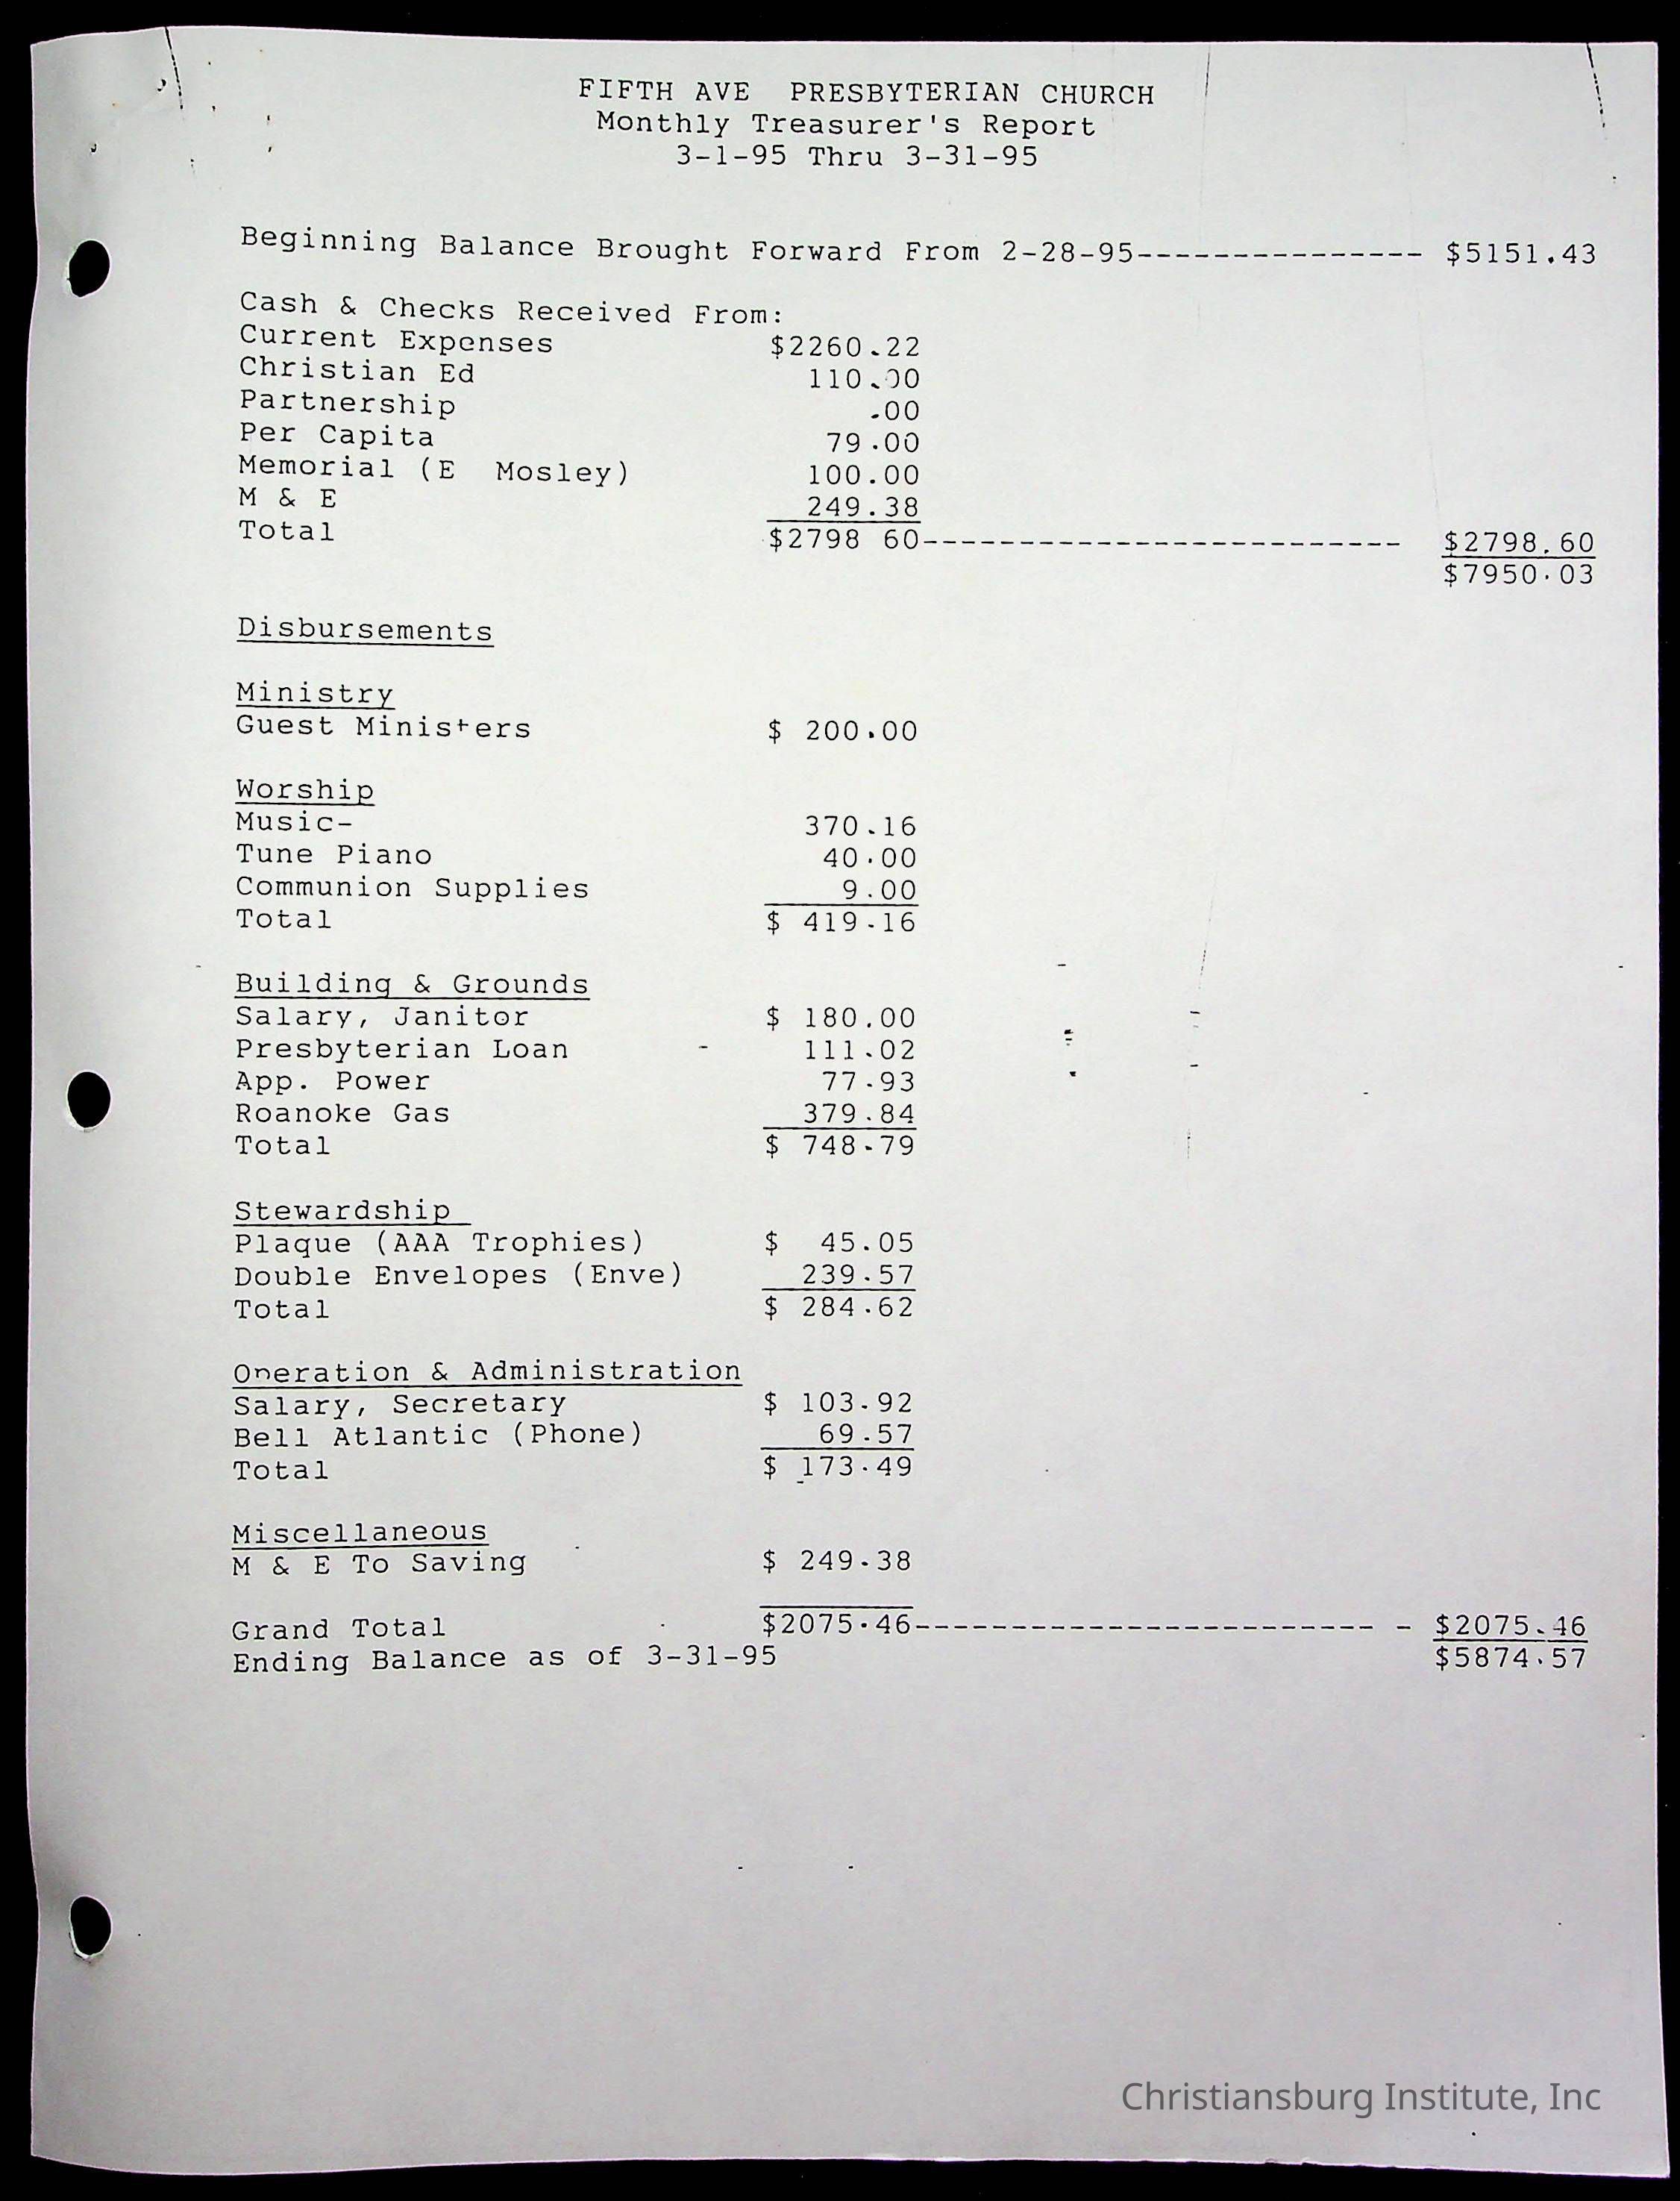 FIFTH AVE PRESBYTERIAN CHURCH
Monthly Treasurer's Report
3-1-95 Thru 3-31-95
Beginning Balance Brought Forward From 2-28-95--------------- $5151.43
Cash & Checks Received From:
Current Expenses $2260.22
Christian Ed 110.00
Partnership .00
Per Capita 79.00
Memorial (E Mosley) 100.00
M & E 249.38
Total $2798 60------------------------- $2798.60
$7950.03
Disbursements
Ministry
Guest Ministers $ 200.00
Worship
Music- 370.16
Tune Piano 40.00
Communion Supplies 9.00
Total $ 419.16
Building & Grounds
Salary, Janitor $ 180.00
Presbyterian Loan 111.02
App. Power 77.93
Roanoke Gas 379.84
Total $ 748.79
Stewardship
Plaque (AAA Trophies) $ 45.05
Double Envelopes (Enve) 239.57
Total $ 284.62
Operation & Administration
Salary, Secretary $ 103.92
Bell Atlantic (Phone) 69.57
Total $ 173.49
Miscellaneous
M & E To Saving $ 249.38
Grand Total $2075.46------------------------ - $2075.46
Ending Balance as of 3-31-95 $5874.57
Christiansburg Institute, Inc